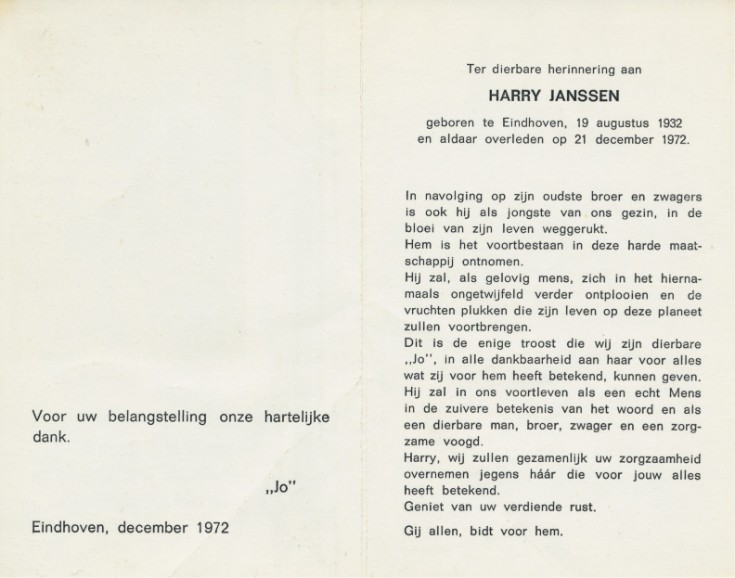 Voor uw belangstelling onze hartelijke
dank.
„Jo"
Eindhoven, december 1972
Ter dierbare herinnering aan
HARRY JANSSEN
geboren te Eindhoven, 19 augustus 1932
en aldaar overleden op 21 december 1972.
In navolging op zijn oudste broer en zwagers
is ook hij als jongste van ons gezin, in de
bloei van zijn leven weggerukt.
Hem is het voortbestaan in deze harde maat-
schappij ontnomen.
Hij zal, als gelovig mens, zich in het hierna-
maals ongetwijfeld verder ontplooien en de
vruchten plukken die zijn leven op deze planeet
zullen voortbrengen.
Dit is de enige troost die wij zijn dierbare
„Jo", in alle dankbaarheid aan haar voor alles
wat zij voor hem heeft betekend, kunnen geven.
Hij zal in ons voortleven als een echt Mens
in de zuivere betekenis van het woord en als
een dierbare man, broer, zwager en een zorg-
zame voogd.
Harry, wij zullen gezamenlijk uw zorgzaamheid
overnemen jegens háár die voor jouw alles
heeft betekend.
Geniet van uw verdiende rust.
Gij allen, bidt voor hem.